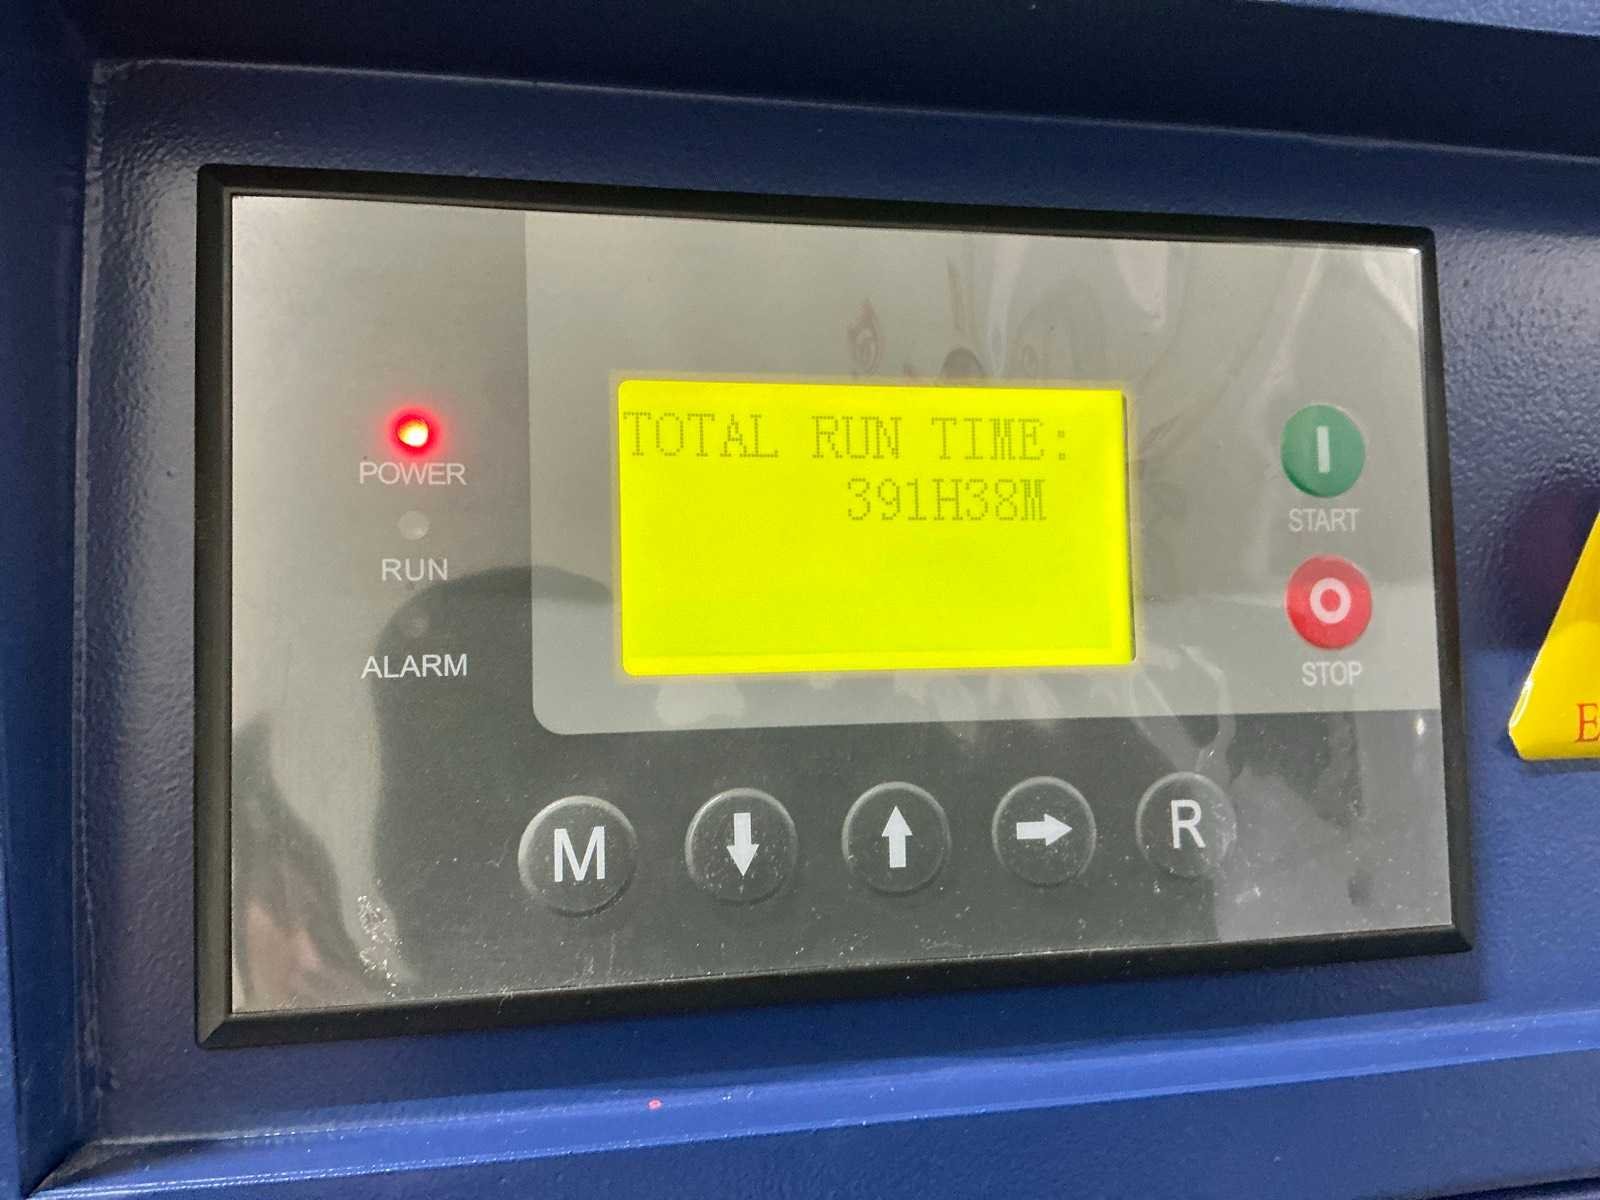 TOTAL RUN TIME:
391H38M
POWER
RUN
ALARM
I
START
O
STOP
M
R
E